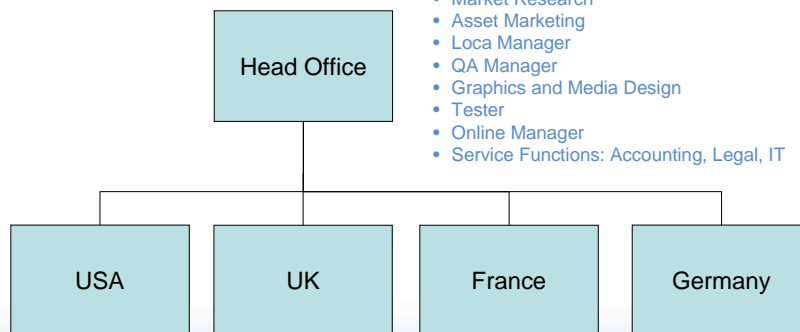 • Market Research
• Asset Marketing
Head Office
• Loca Manager
• QA Manager
• Graphics and Media Design
• Tester
• Online Manager
• Service Functions: Accounting, Legal, IT
USA
UK
France
Germany